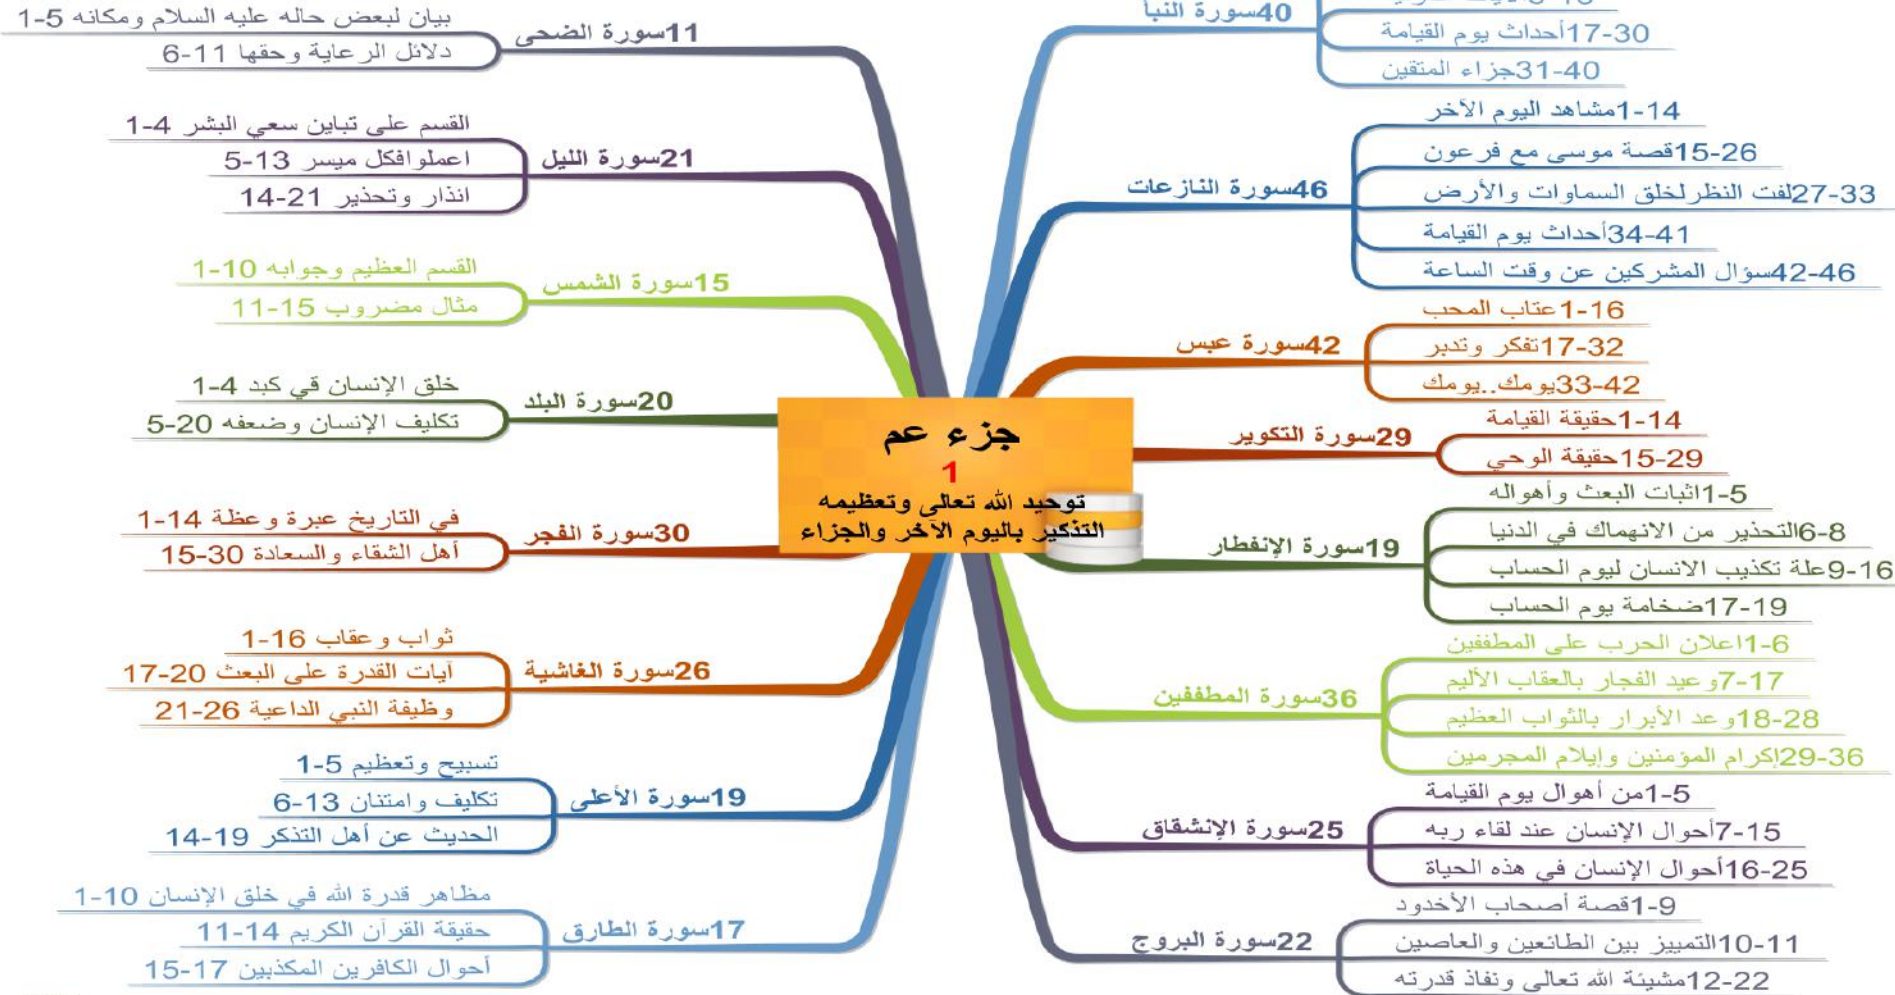 جزء عم
1
توحيد الله تعالى وتعظيمه
التذكير باليوم الآخر والجزاء
40سورة النبأ
17-30أحداث يوم القيامة
31-40جزاء المتقين
46سورة النازعات
1-14مشاهد اليوم الآخر
15-26قصة موسى مع فرعون
27-33لفت النظر لخلق السماوات والأرض
34-41أحداث يوم القيامة
42-46سؤال المشركين عن وقت الساعة
42سورة عبس
1-16عتاب المحب
17-32تفكر وتدبر
33-42يومك..يومك
29سورة التكوير
1-14حقيقة القيامة
15-29حقيقة الوحي
19سورة الإنفطار
1-5اثبات البعث وأهواله
6-8التحذير من الانهماك في الدنيا
9-16علة تكذيب الانسان ليوم الحساب
17-19ضخامة يوم الحساب
36سورة المطففين
1-6اعلان الحرب على المطففين
7-17وعيد الفجار بالعقاب الأليم
18-28وعد الأبرار بالثواب العظيم
29-36إكرام المؤمنين وإيلام المجرمين
25سورة الإنشقاق
1-5من أهوال يوم القيامة
7-15أحوال الإنسان عند لقاء ربه
16-25أحوال الإنسان في هذه الحياة
22سورة البروج
1-9قصة أصحاب الأخدود
10-11التمييز بين الطائعين والعاصين
12-22مشيئة الله تعالى ونفاذ قدرته
11سورة الضحى
بيان لبعض حاله عليه السلام ومكانه 1-5
دلائل الرعاية وحقها 6-11
21سورة الليل
القسم على تباين سعي البشر 1-4
اعملوا فكل ميسر 5-13
انذار وتحذير 14-21
15سورة الشمس
القسم العظيم وجوابه 1-10
مثال مضروب 11-15
20سورة البلد
خلق الإنسان قي كبد 1-4
تكليف الإنسان وضعفه 5-20
30سورة الفجر
في التاريخ عبرة وعظة 1-14
أهل الشقاء والسعادة 15-30
26سورة الغاشية
ثواب وعقاب 1-16
آيات القدرة على البعث 17-20
وظيفة النبي الداعية 21-26
19سورة الأعلى
تسبيح وتعظيم 1-5
تكليف وامتنان 6-13
الحديث عن أهل التذكر 14-19
17سورة الطارق
مظاهر قدرة الله في خلق الإنسان 1-10
حقيقة القرآن الكريم 11-14
أحوال الكافرين المكذبين 15-17